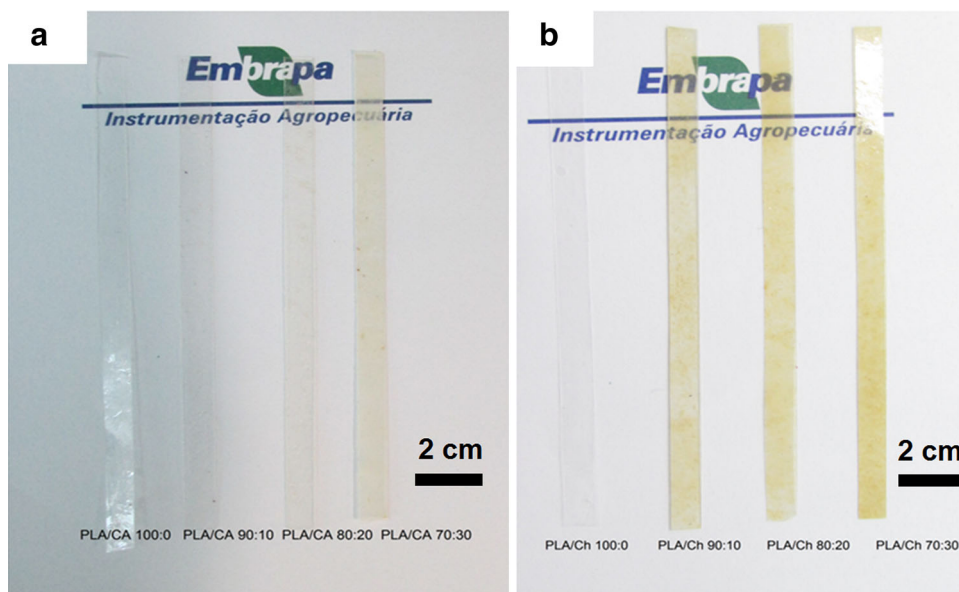 a
Embrapa
Instrumentação Agropecuária
2 cm
PLA/CA 100:0 PLA/CA 90:10 PLA/CA 80:20 PLA/CA 70:30
b
Embrapa
Instrumentação Agropecuária
2 cm
PLA/Ch 100:0 PLA/Ch 90:10 PLA/Ch 80:20 PLA/Ch 70:30